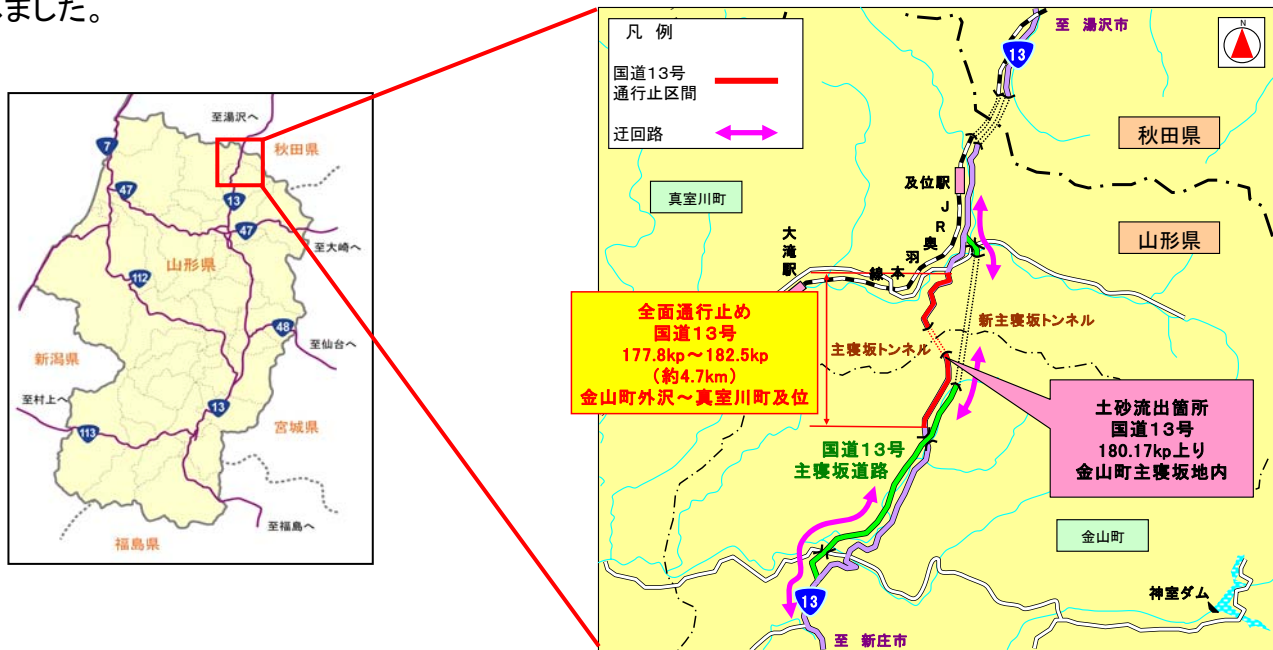 ました。
至湯沢へ
秋田県
7
47
13
47
至大崎へ
山形県
112
48
至仙台へ
新潟県
至村上へ
13
宮城県
113
至福島へ
福島県
凡 例
国道13号
通行止区間
迂回路
至 湯沢市
13
N
秋田県
及位駅
真室川町
山形県
JR奥羽本線
大滝駅
全面通行止め
国道13号
177.8kp～182.5kp
(約4.7km)
金山町外沢～真室川町及位
新主寝坂トンネル
主寝坂トンネル
土砂流出箇所
国道13号
180.17kp上り
金山町主寝坂地内
国道13号
主寝坂道路
金山町
神室ダム
13
至 新庄市